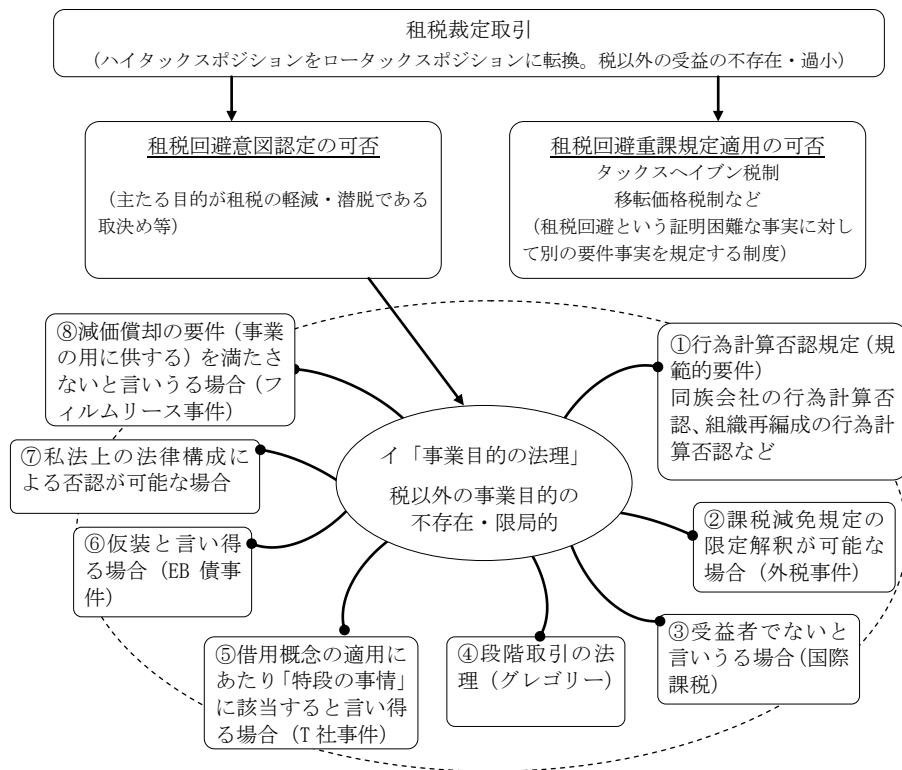 租税裁定取引
（ハイタックスポジションをロータックスポジションに転換。税以外の受益の不存在・過小）
租税回避意図認定の可否
（主たる目的が租税の軽減・潜脱である
取決め等）
租税回避重課規定適用の可否
タックスヘイブン税制
移転価格税制など
（租税回避という証明困難な事実に対し
て別の要件事実を規定する制度）
イ「事業目的の法理」
税以外の事業目的の
不存在・限局的
①行為計算否認規定（規
範的要件）
同族会社の行為計算否
認、組織再編成の行為計
算否認など
②課税減免規定の
限定解釈が可能な
場合（外税事件）
③受益者でないと
言いうる場合（国際
課税）
④段階取引の法
理（グレゴリー）
⑤借用概念の適用に
あたり「特段の事情」
に該当すると言い得
る場合（T 社事件）
⑥仮装と言い得
る場合（EB 債事
件）
⑦私法上の法律構成に
よる否認が可能な場合
⑧減価償却の要件（事業
の用に供する）を満たさ
ないと言いうる場合（フ
ィルムリース事件）